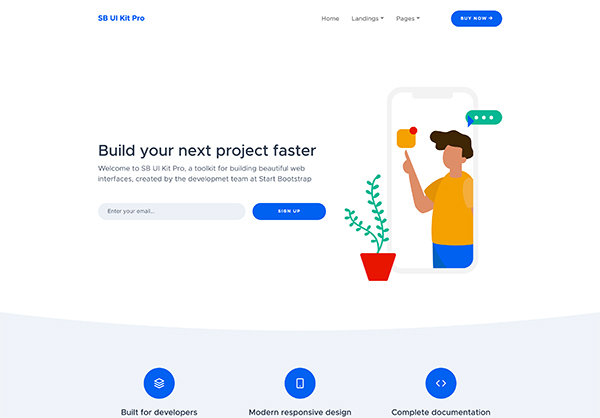 SB UI Kit Pro
Home
Landings
Pages
BUY NOW
Build your next project faster
Welcome to SB UI Kit Pro, a toolkit for building beautiful web
interfaces, created by the developmet team at Start Bootstrap
Enter your email...
SIGN UP
Built for developers
Modern responsive design
Complete documentation